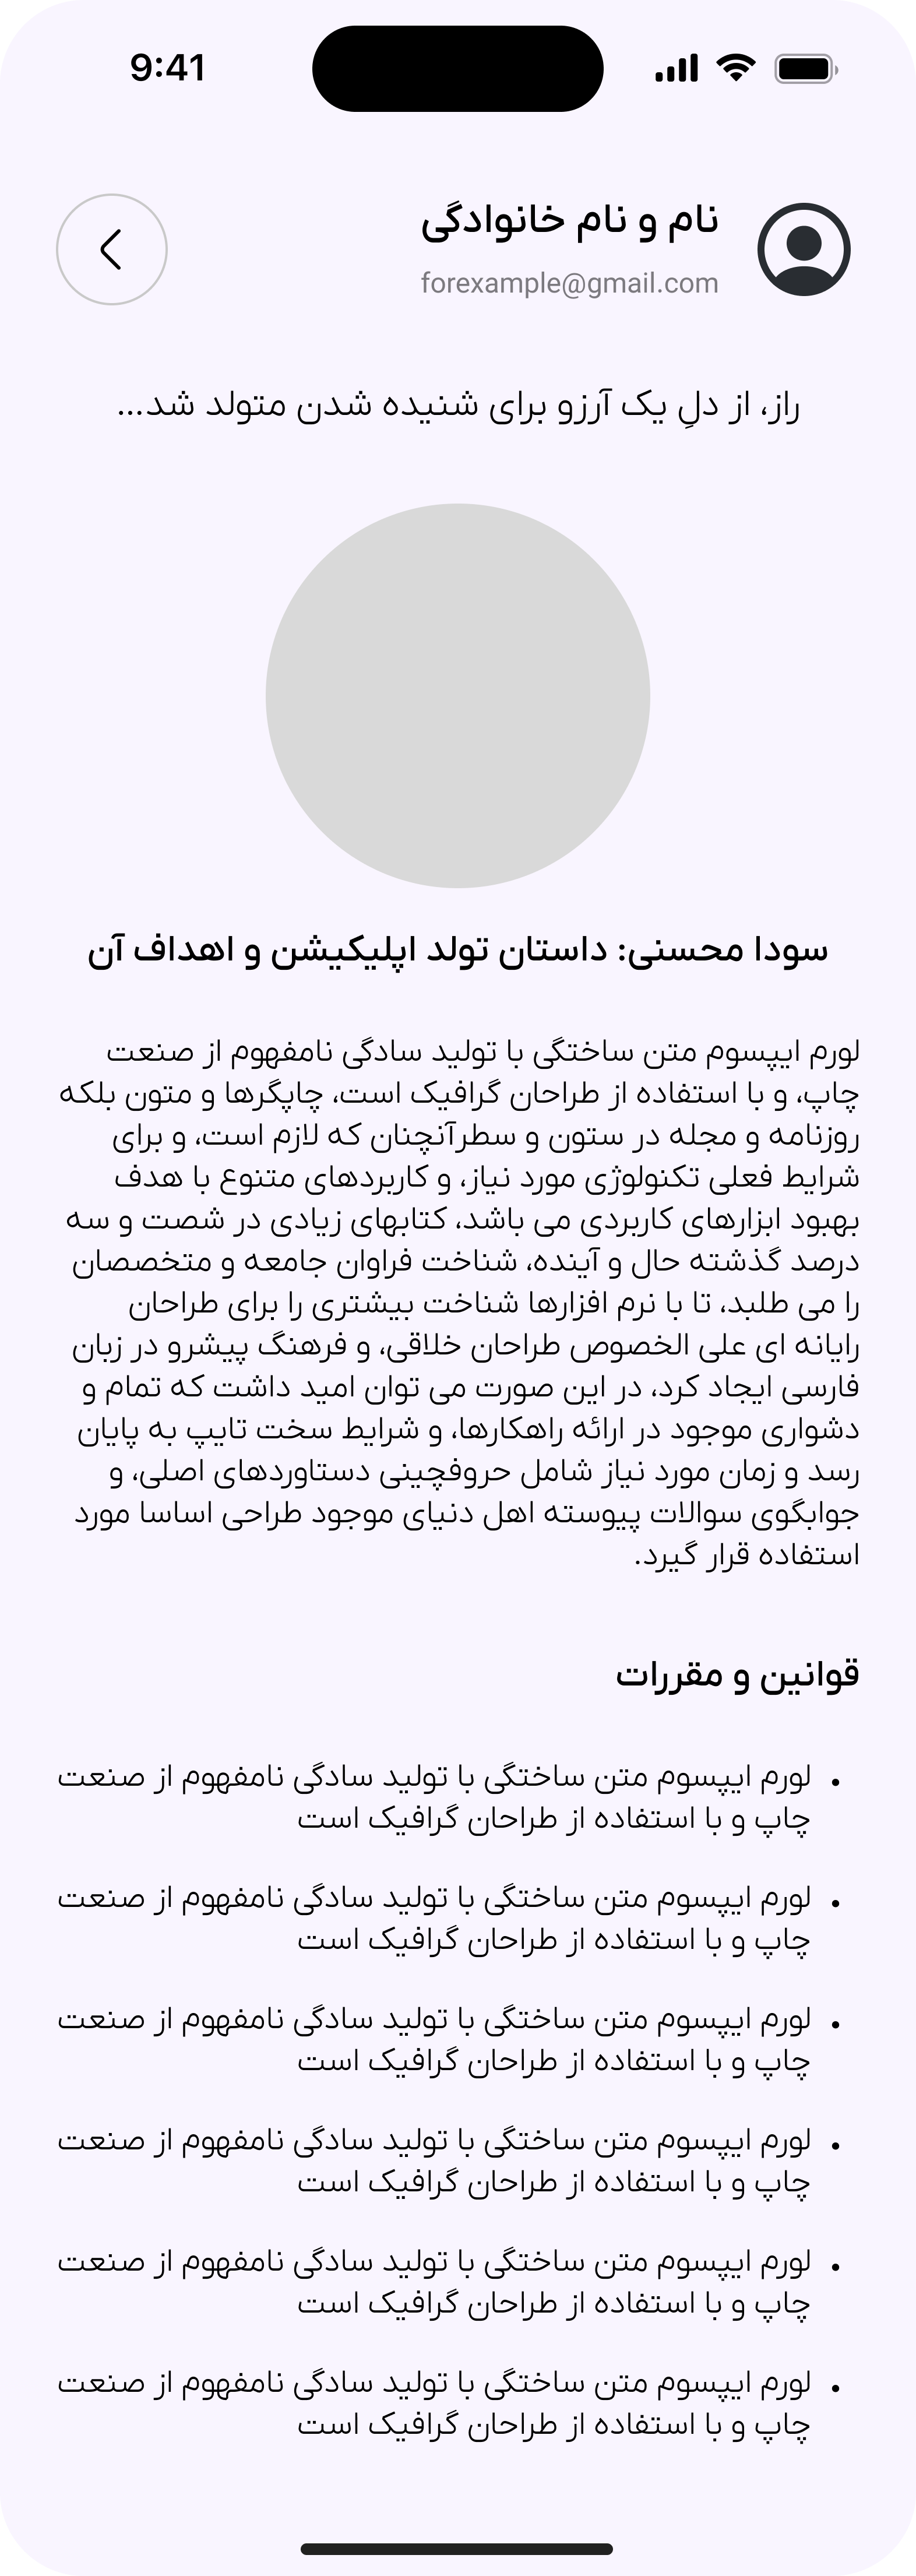 9:41
نام و نام خانوادگی
forexample@gmail.com
راز، از دلِ یک آرزو برای شنیده شدن متولد شد...
سودا محسنی: داستان تولد اپلیکیشن و اهداف آن
لورم ایپسوم متن ساختگی با تولید سادگی نامفهوم از صنعت
چاپ، و با استفاده از طراحان گرافیک است، چاپگرها و متون بلکه
روزنامه و مجله در ستون و سطرآنچنان که لازم است، و برای
شرایط فعلی تکنولوژی مورد نیاز، و کاربردهای متنوع با هدف
بهبود ابزارهای کاربردی می باشد، کتابهای زیادی در شصت و سه
درصد گذشته حال و آینده، شناخت فراوان جامعه و متخصصان
را می طلبد، تا با نرم افزارها شناخت بیشتری را برای طراحان
رایانه ای علی الخصوص طراحان خلاقی، و فرهنگ پیشرو در زبان
فارسی ایجاد کرد، در این صورت می توان امید داشت که تمام و
دشواری موجود در ارائه راهکارها، و شرایط سخت تایپ به پایان
رسد و زمان مورد نیاز شامل حروفچینی دستاوردهای اصلی، و
جوابگوی سوالات پیوسته اهل دنیای موجود طراحی اساسا مورد
استفاده قرار گیرد.
قوانین و مقررات
• لورم ایپسوم متن ساختگی با تولید سادگی نامفهوم از صنعت
چاپ و با استفاده از طراحان گرافیک است
• لورم ایپسوم متن ساختگی با تولید سادگی نامفهوم از صنعت
چاپ و با استفاده از طراحان گرافیک است
• لورم ایپسوم متن ساختگی با تولید سادگی نامفهوم از صنعت
چاپ و با استفاده از طراحان گرافیک است
• لورم ایپسوم متن ساختگی با تولید سادگی نامفهوم از صنعت
چاپ و با استفاده از طراحان گرافیک است
• لورم ایپسوم متن ساختگی با تولید سادگی نامفهوم از صنعت
چاپ و با استفاده از طراحان گرافیک است
• لورم ایپسوم متن ساختگی با تولید سادگی نامفهوم از صنعت
چاپ و با استفاده از طراحان گرافیک است